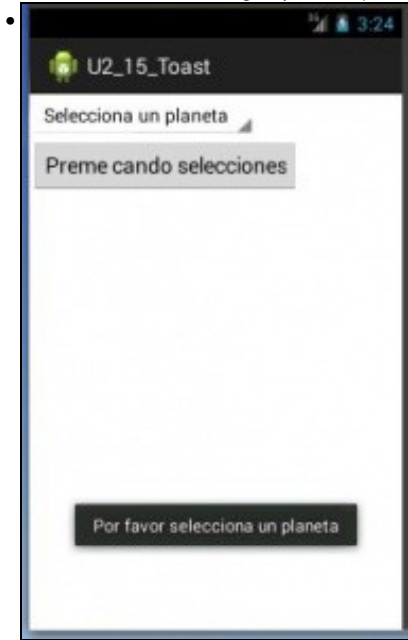 3:24
U2_15_Toast
Selecciona un planeta
Preme cando selecciones
Por favor selecciona un planeta